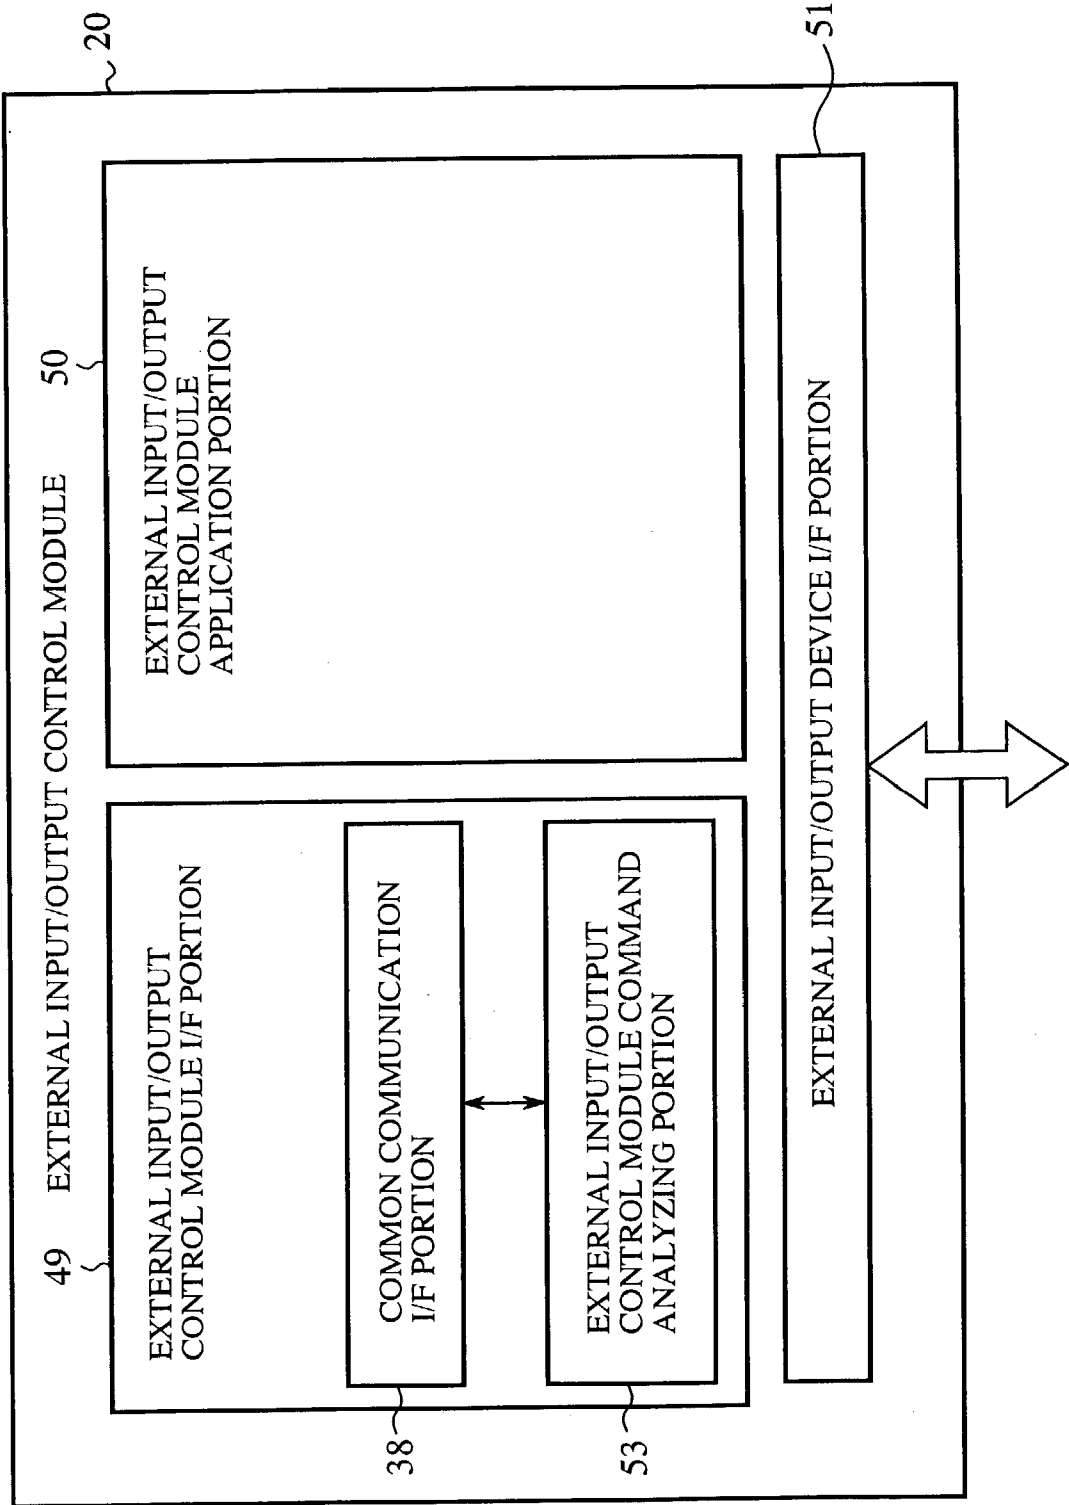 EXTERNAL INPUT/OUTPUT CONTROL MODULE
20
49
EXTERNAL INPUT/OUTPUT
CONTROL MODULE I/F PORTION
38
COMMON COMMUNICATION
I/F PORTION
53
EXTERNAL INPUT/OUTPUT
CONTROL MODULE COMMAND
ANALYZING PORTION
50
EXTERNAL INPUT/OUTPUT
CONTROL MODULE
APPLICATION PORTION
51
EXTERNAL INPUT/OUTPUT DEVICE I/F PORTION